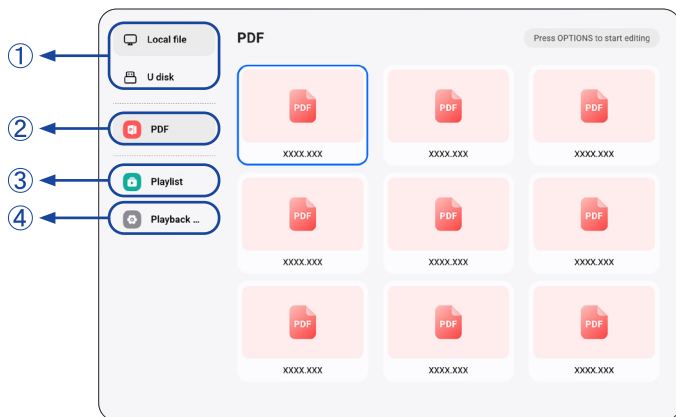 ①
Local file
U disk
②
PDF
③
Playlist
④
Playback ...
PDF
Press OPTIONS to start editing
PDF
PDF
PDF
XXXX.XXX
XXXX.XXX
XXXX.XXX
PDF
PDF
PDF
XXXX.XXX
XXXX.XXX
XXXX.XXX
PDF
PDF
PDF
XXXX.XXX
XXXX.XXX
XXXX.XXX